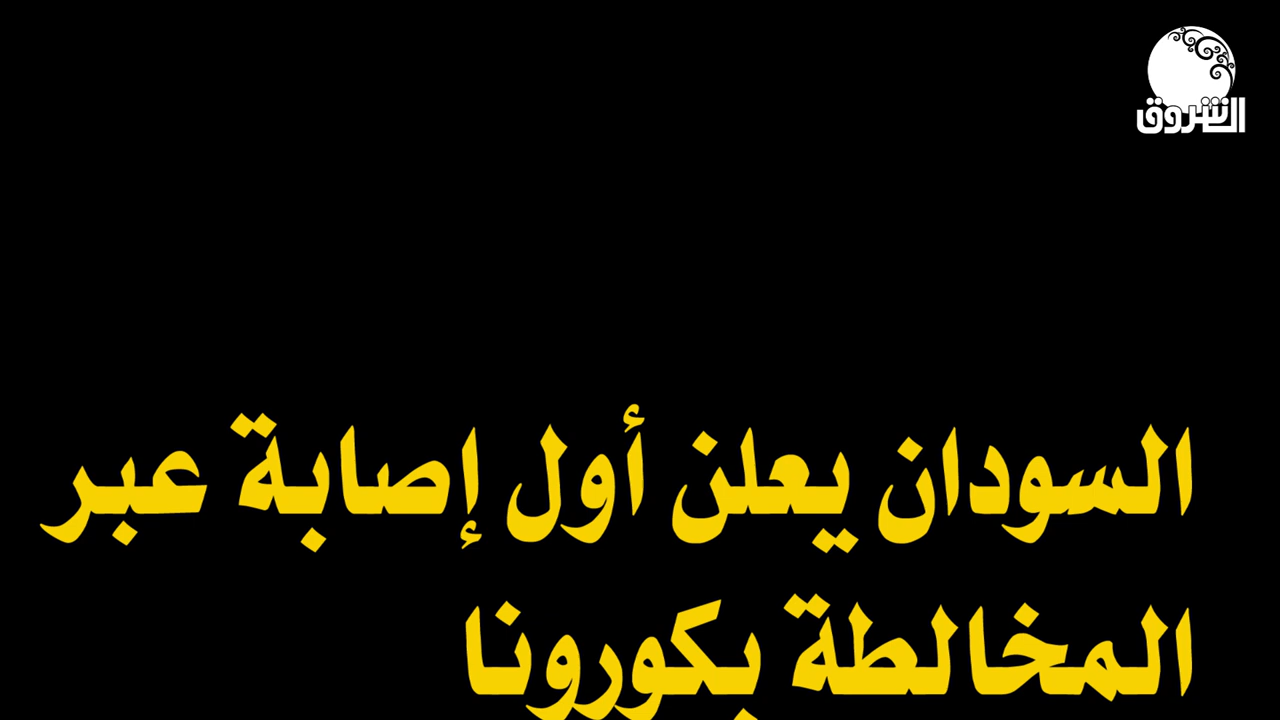 الشروق
السودان يعلن أول إصابة عبر
المخالطة بكورونا